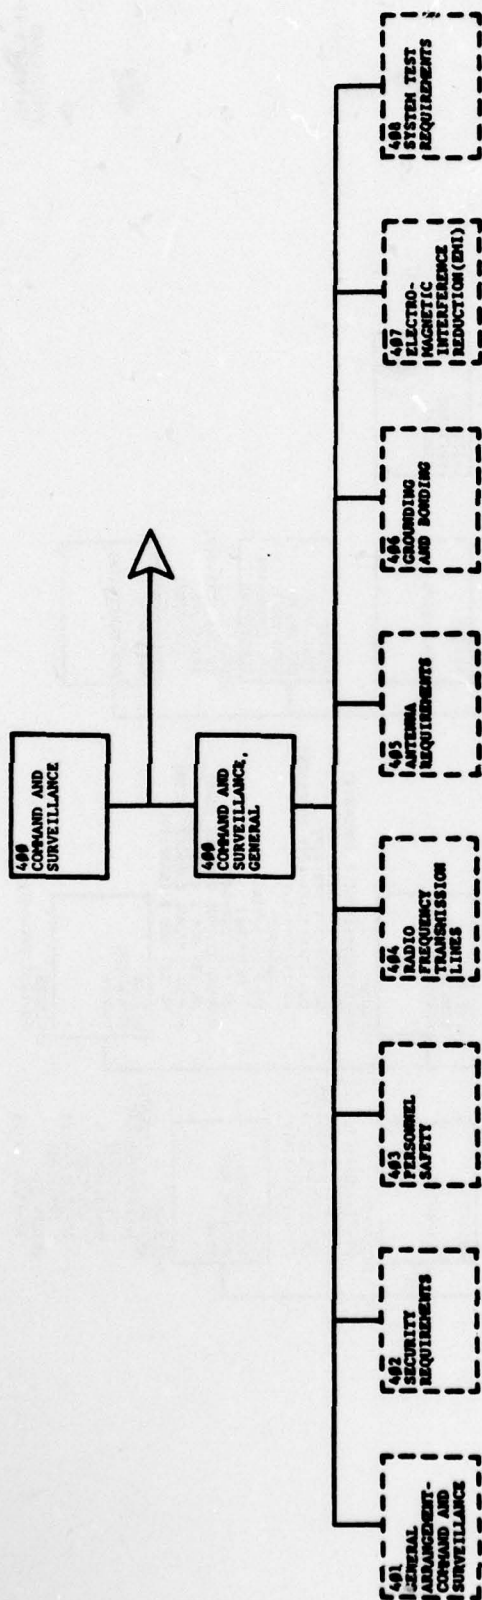 400
COMMAND AND
SURVEILLANCE
400
COMMAND AND
SURVEILLANCE,
GENERAL
401
GENERAL
ARRANGEMENT-
COMMAND AND
SURVEILLANCE
402
SECURITY
REQUIREMENTS
403
PERSONNEL
SAFETY
404
RADIO
FREQUENCY
TRANSMISSION
LINES
405
ANTENNA
REQUIREMENTS
406
GROUNDING
AND BONDING
407
ELECTRO-
MAGNETIC
INTERFERENCE
REDUCTION(EMI)
408
SYSTEM TEST
REQUIREMENTS